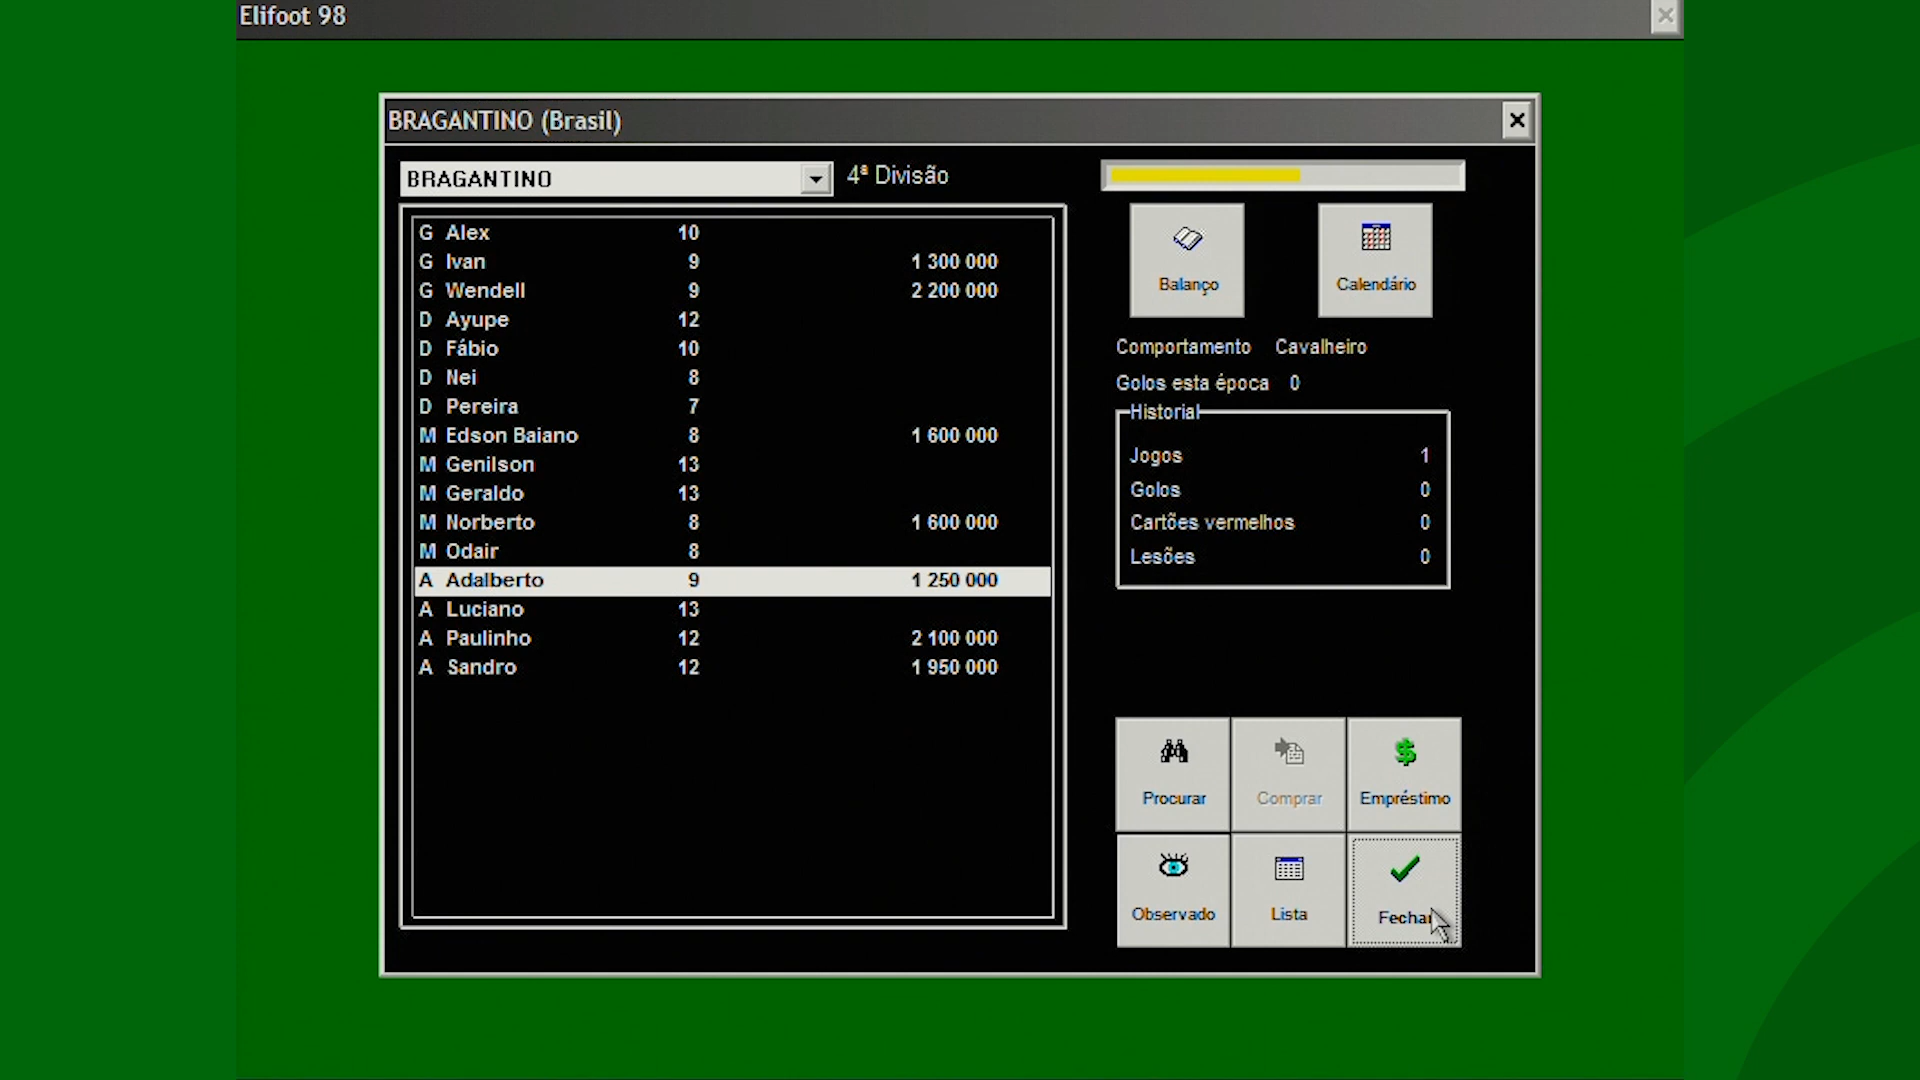 Elifoot 98
BRAGANTINO (Brasil)
BRAGANTINO
4ª Divisão
G Alex 10
G Ivan 9 1 300 000
G Wendell 9 2 200 000
D Ayupe 12
D Fábio 10
D Nei 8
D Pereira 7
M Edson Baiano 8 1 600 000
M Genilson 13
M Geraldo 13
M Norberto 8 1 600 000
M Odair 8
A Adalberto 9 1 250 000
A Luciano 13
A Paulinho 12 2 100 000
A Sandro 12 1 950 000
Balanço
Calendário
Comportamento Cavalheiro
Golos esta época 0
Historial
Jogos 1
Golos 0
Cartões vermelhos 0
Lesões 0
Procurar
Comprar
Empréstimo
Observado
Lista
Fechar